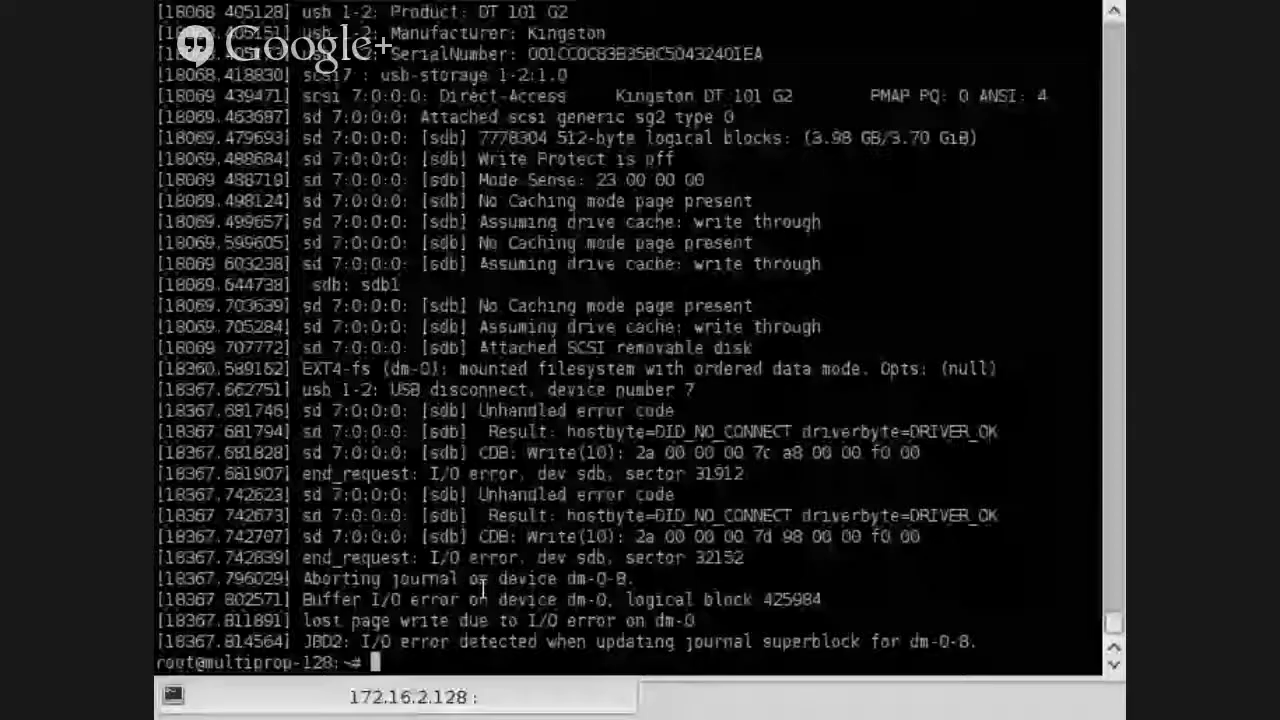 [18068 405128] usb 1-2: Product: DT 101 G2
usb 1-2: Manufacturer: Kingston
Google+
SerialNumber: 001CC0C83B35BC50432401EA
[18068.418830] scsi7 : usb-storage 1-2:1.0
[18069 439471] scsi 7:0:0:0: Direct-Access Kingston DT 101 G2 PMAP PQ: 0 ANSI: 4
[18069.463687] sd 7:0:0:0: Attached scsi generic sg2 type 0
[18069.479693] sd 7:0:0:0: [sdb] 7778304 512-byte logical blocks: (3.98 GB/3.70 GiB)
[18069.488684] sd 7:0:0:0: [sdb] Write Protect is off
[18069 488718] sd 7:0:0:0: [sdb] Mode Sense: 23 00 00 00
[18069.498124] sd 7:0:0:0: [sdb] No Caching mode page present
[18069.499657] sd 7:0:0:0: [sdb] Assuming drive cache: write through
[18069.599605] sd 7:0:0:0: [sdb] No Caching mode page present
[18069 603238] sd 7:0:0:0: [sdb] Assuming drive cache: write through
[18069.644738] sdb: sdb1
[18069.703639] sd 7:0:0:0: [sdb] No Caching mode page present
[18069.705284] sd 7:0:0:0: [sdb] Assuming drive cache: write through
[18069 707772] sd 7:0:0:0: [sdb] Attached SCSI removable disk
[18360.589162] EXT4-fs (dm-0): mounted filesystem with ordered data mode. Opts: (null)
[18367.662751] usb 1-2: USB disconnect, device number 7
[18367.681746] sd 7:0:0:0: [sdb] Unhandled error code
[18367 681794] sd 7:0:0:0: [sdb] Result: hostbyte=DID_NO_CONNECT driverbyte=DRIVER_OK
[18367.681828] sd 7:0:0:0: [sdb] CDB: Write(10): 2a 00 00 00 7c a8 00 00 f0 00
[18367.681907] end_request: I/O error, dev sdb, sector 31912
[18367.742623] sd 7:0:0:0: [sdb] Unhandled error code
[18367 742673] sd 7:0:0:0: [sdb] Result: hostbyte=DID_NO_CONNECT driverbyte=DRIVER_OK
[18367.742707] sd 7:0:0:0: [sdb] CDB: Write(10): 2a 00 00 00 7d 98 00 00 f0 00
[18367.742839] end_request: I/O error, dev sdb, sector 32152
[18367.796029] Aborting journal on device dm-0-8.
[18367 802571] Buffer I/O error on device dm-0, logical block 425984
[18367.811891] lost page write due to I/O error on dm-0
[18367.814564] JBD2: I/O error detected when updating journal superblock for dm-0-8.
root@multiprop-128:~#
172.16.2.128 :